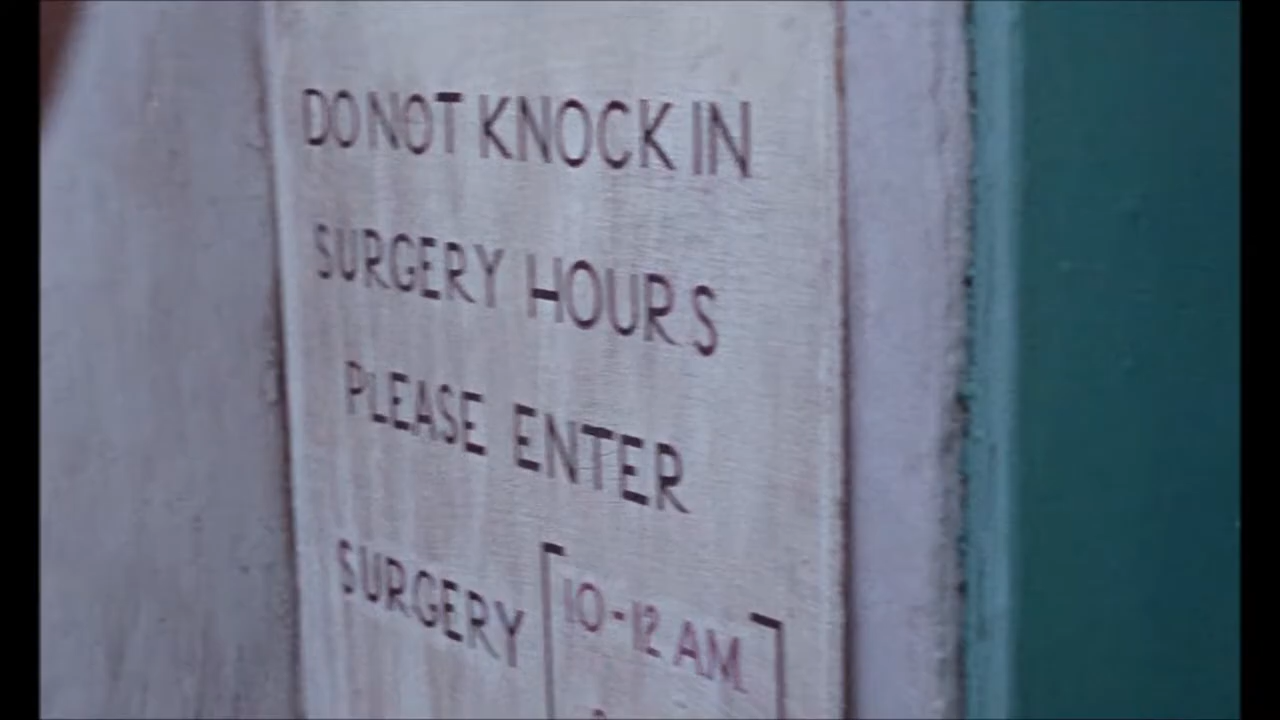 DO NOT KNOCK IN
SURGERY HOURS
PLEASE ENTER
SURGERY [10-12 AM]